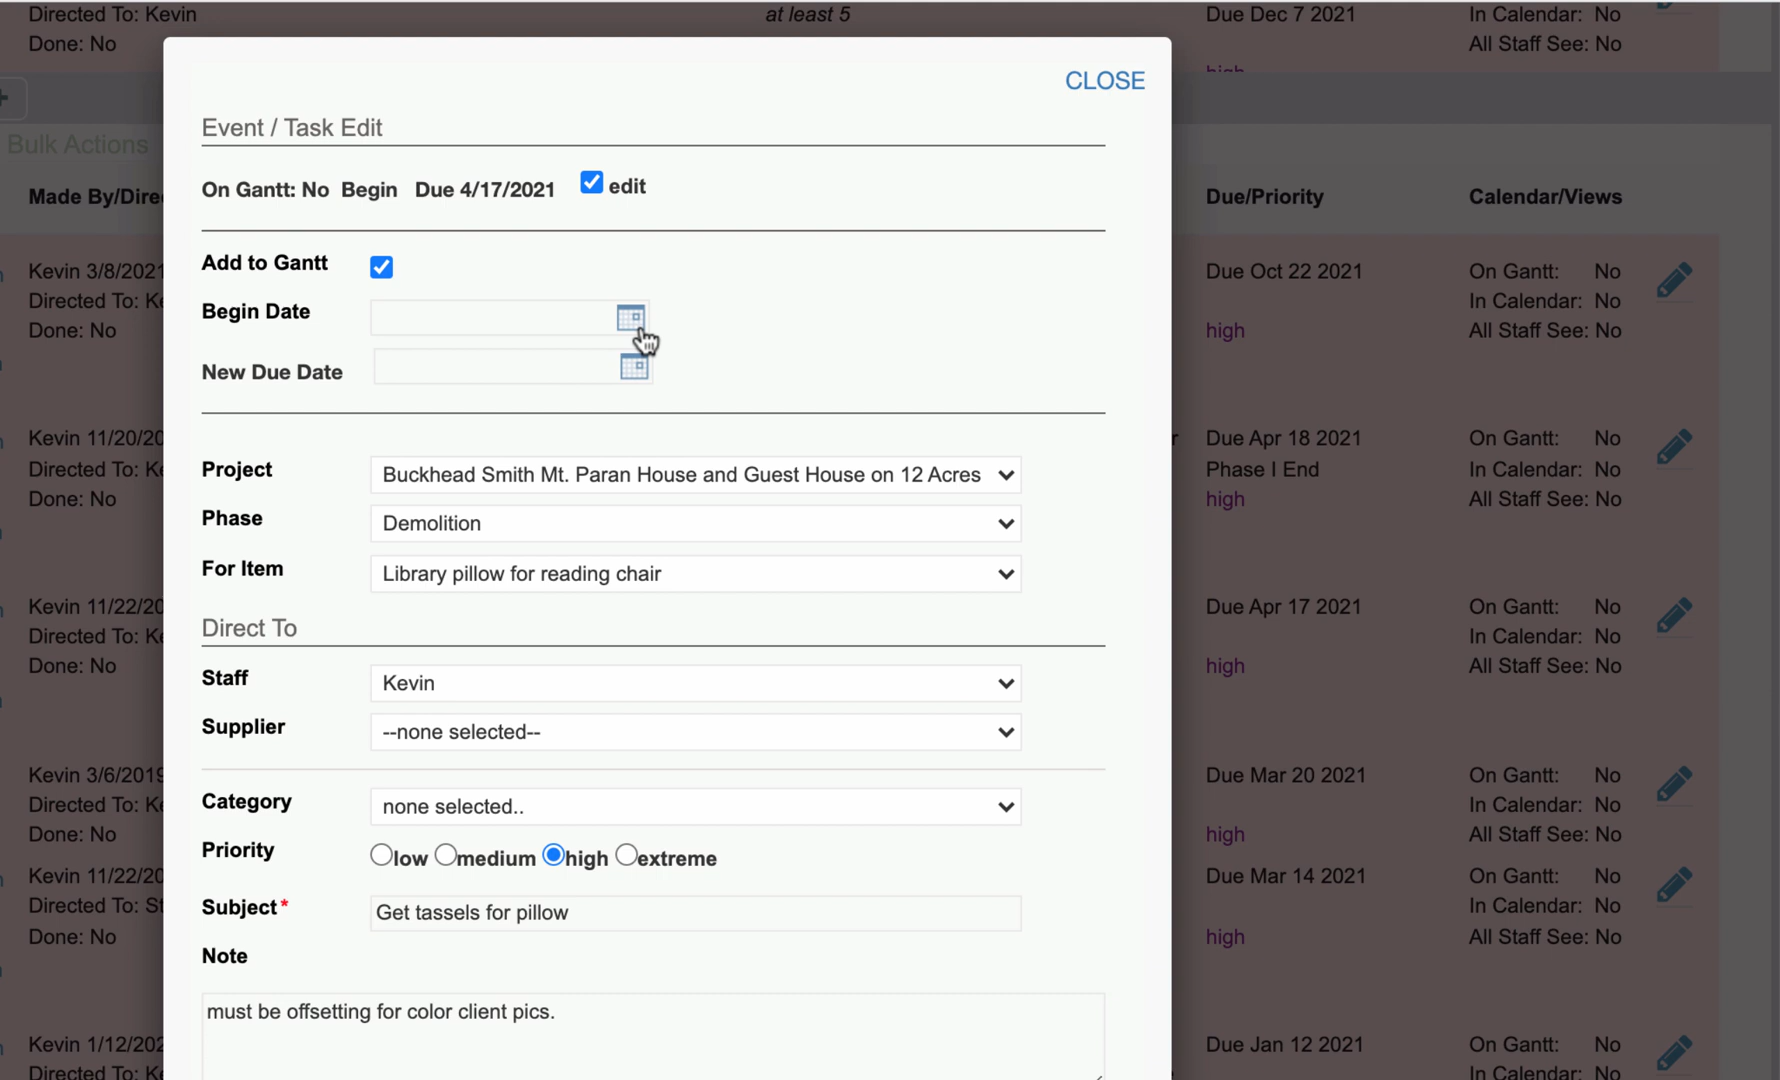 Directed To: Kevin
at least 5
Due Dec 7 2021
In Calendar: No
Done: No
All Staff See: No
high
CLOSE
Event / Task Edit
Bulk Actions
On Gantt: No Begin Due 4/17/2021 edit
Made By/Dire
Due/Priority
Calendar/Views
Add to Gantt
Begin Date
New Due Date
Project
Buckhead Smith Mt. Paran House and Guest House on 12 Acres
Phase
Demolition
For Item
Library pillow for reading chair
Direct To
Staff
Kevin
Supplier
--none selected--
Category
none selected..
Priority
low medium high extreme
Subject*
Get tassels for pillow
Note
must be offsetting for color client pics.
Kevin 3/8/2021
Directed To: Ke
Done: No
Due Oct 22 2021
high
On Gantt: No
In Calendar: No
All Staff See: No
Kevin 11/20/20
Directed To: Ke
Done: No
Due Apr 18 2021
Phase I End
high
On Gantt: No
In Calendar: No
All Staff See: No
Kevin 11/22/20
Directed To: Ke
Done: No
Due Apr 17 2021
high
On Gantt: No
In Calendar: No
All Staff See: No
Kevin 3/6/2019
Directed To: Ke
Done: No
Due Mar 20 2021
high
On Gantt: No
In Calendar: No
All Staff See: No
Kevin 11/22/20
Directed To: St
Done: No
Due Mar 14 2021
high
On Gantt: No
In Calendar: No
All Staff See: No
Kevin 1/12/202
Directed To: Ke
Due Jan 12 2021
On Gantt: No
In Calendar: No